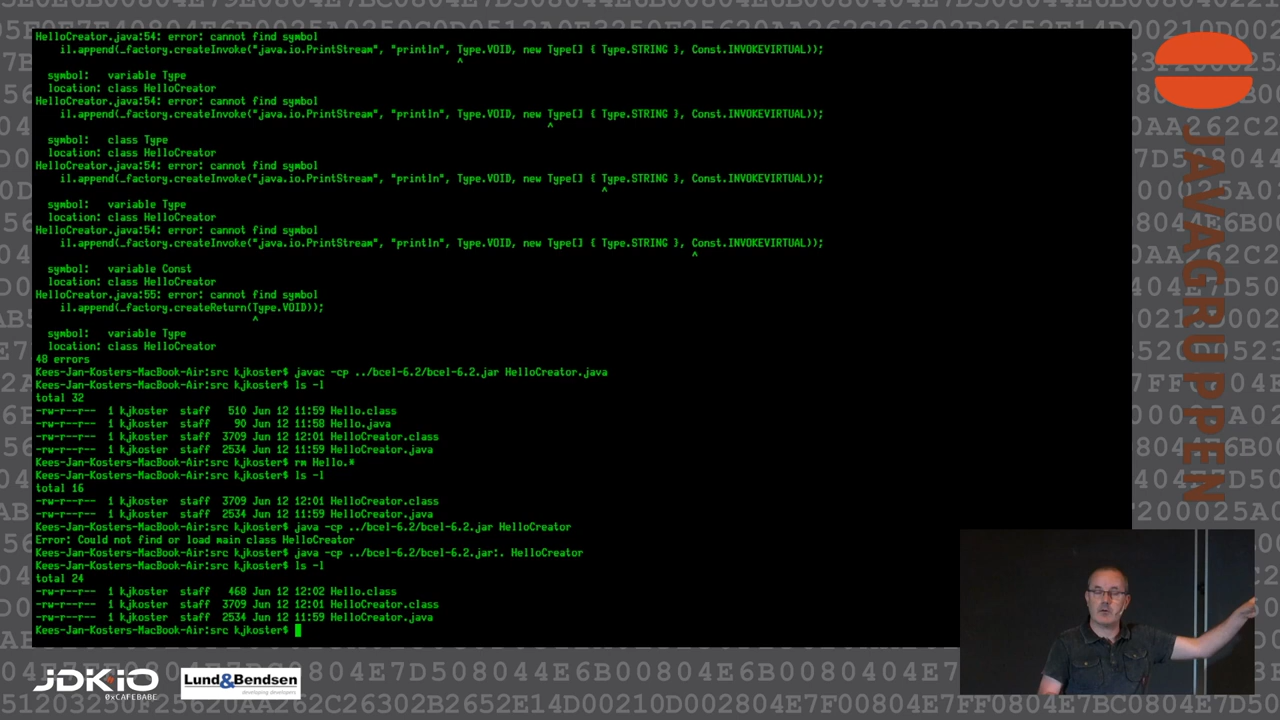 HelloCreator.java:54: error: cannot find symbol
il.append(_factory.createInvoke("java.io.PrintStream", "println", Type.VOID, new Type[] { Type.STRING }, Const.INVOKEVIRTUAL));
^
symbol:   variable Type
location: class HelloCreator
HelloCreator.java:54: error: cannot find symbol
il.append(_factory.createInvoke("java.io.PrintStream", "println", Type.VOID, new Type[] { Type.STRING }, Const.INVOKEVIRTUAL));
^
symbol:   class Type
location: class HelloCreator
HelloCreator.java:54: error: cannot find symbol
il.append(_factory.createInvoke("java.io.PrintStream", "println", Type.VOID, new Type[] { Type.STRING }, Const.INVOKEVIRTUAL));
^
symbol:   variable Type
location: class HelloCreator
HelloCreator.java:54: error: cannot find symbol
il.append(_factory.createInvoke("java.io.PrintStream", "println", Type.VOID, new Type[] { Type.STRING }, Const.INVOKEVIRTUAL));
^
symbol:   variable Const
location: class HelloCreator
HelloCreator.java:55: error: cannot find symbol
il.append(_factory.createReturn(Type.VOID));
^
symbol:   variable Type
location: class HelloCreator
48 errors
Kees-Jan-Kosters-MacBook-Air:src kjkoster$ javac -cp ../bcel-6.2/bcel-6.2.jar HelloCreator.java
Kees-Jan-Kosters-MacBook-Air:src kjkoster$ ls -l
total 32
-rw-r--r--  1 kjkoster  staff   510 Jun 12 11:59 Hello.class
-rw-r--r--  1 kjkoster  staff    90 Jun 12 11:58 Hello.java
-rw-r--r--  1 kjkoster  staff  3709 Jun 12 12:01 HelloCreator.class
-rw-r--r--  1 kjkoster  staff  2534 Jun 12 11:59 HelloCreator.java
Kees-Jan-Kosters-MacBook-Air:src kjkoster$ rm Hello.*
Kees-Jan-Kosters-MacBook-Air:src kjkoster$ ls -l
total 16
-rw-r--r--  1 kjkoster  staff  3709 Jun 12 12:01 HelloCreator.class
-rw-r--r--  1 kjkoster  staff  2534 Jun 12 11:59 HelloCreator.java
Kees-Jan-Kosters-MacBook-Air:src kjkoster$ java -cp ../bcel-6.2/bcel-6.2.jar HelloCreator
Error: Could not find or load main class HelloCreator
Kees-Jan-Kosters-MacBook-Air:src kjkoster$ java -cp ../bcel-6.2/bcel-6.2.jar:. HelloCreator
Kees-Jan-Kosters-MacBook-Air:src kjkoster$ ls -l
total 24
-rw-r--r--  1 kjkoster  staff   468 Jun 12 12:02 Hello.class
-rw-r--r--  1 kjkoster  staff  3709 Jun 12 12:01 HelloCreator.class
-rw-r--r--  1 kjkoster  staff  2534 Jun 12 11:59 HelloCreator.java
Kees-Jan-Kosters-MacBook-Air:src kjkoster$
JAVAGRUPPEN
JDKIO
0xCAFEBABE
Lund&Bendsen
developing developers